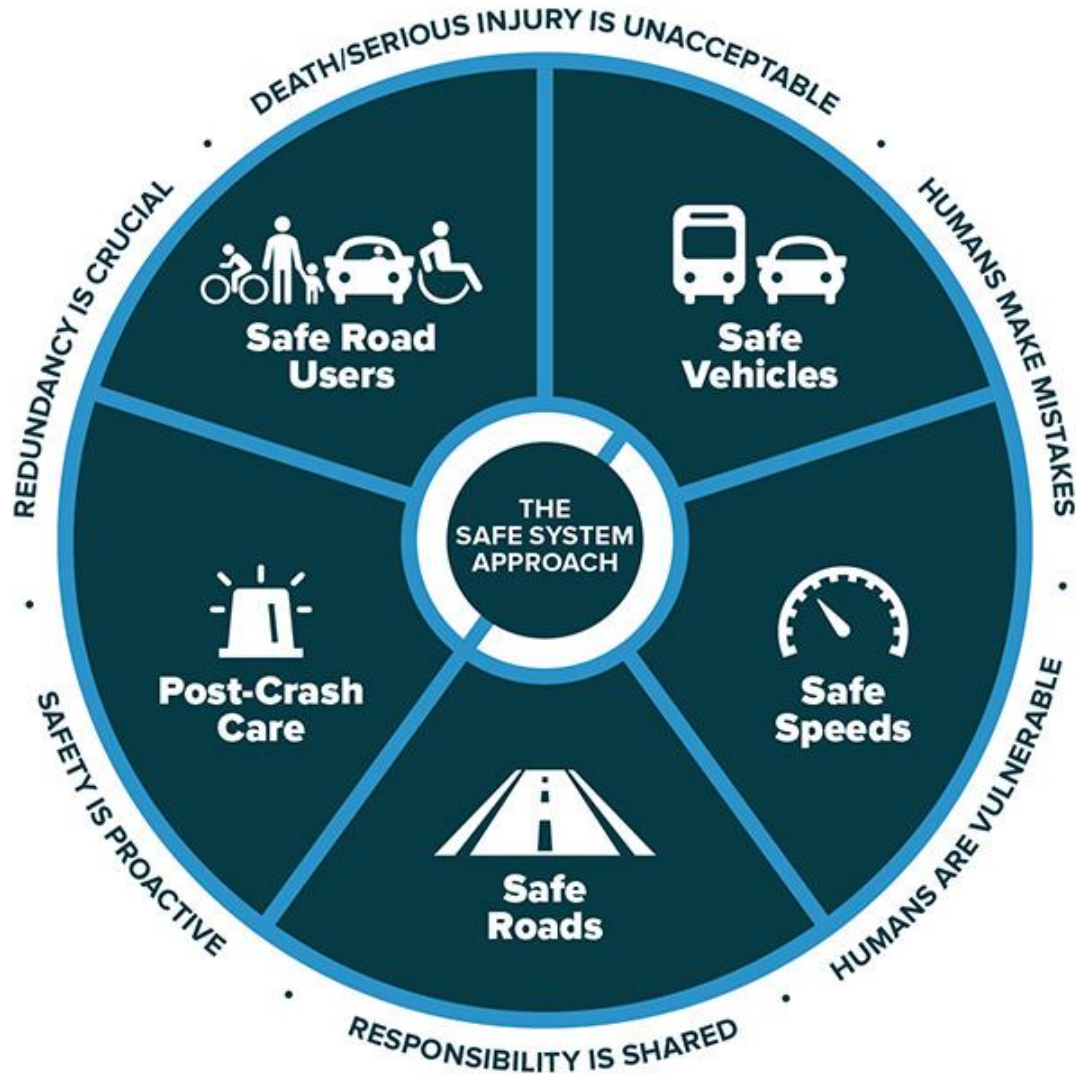 DEATH/SERIOUS INJURY IS UNACCEPTABLE
HUMANS MAKE MISTAKES
HUMANS ARE VULNERABLE
RESPONSIBILITY IS SHARED
SAFETY IS PROACTIVE
REDUNDANCY IS CRUCIAL
Safe Road
Users
Safe
Vehicles
Safe
Speeds
Safe
Roads
Post-Crash
Care
THE
SAFE SYSTEM
APPROACH